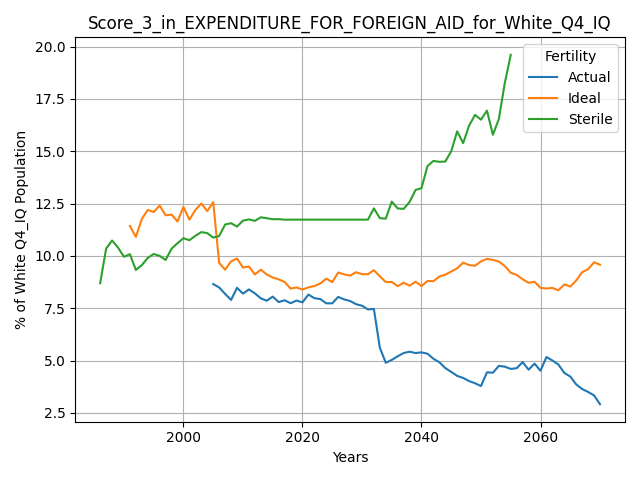 Score_3_in_EXPENDITURE_FOR_FOREIGN_AID_for_White_Q4_IQ
% of White Q4_IQ Population
20.0
17.5
15.0
12.5
10.0
7.5
5.0
2.5
Fertility
Actual
Ideal
Sterile
2000
2020
2040
2060
Years